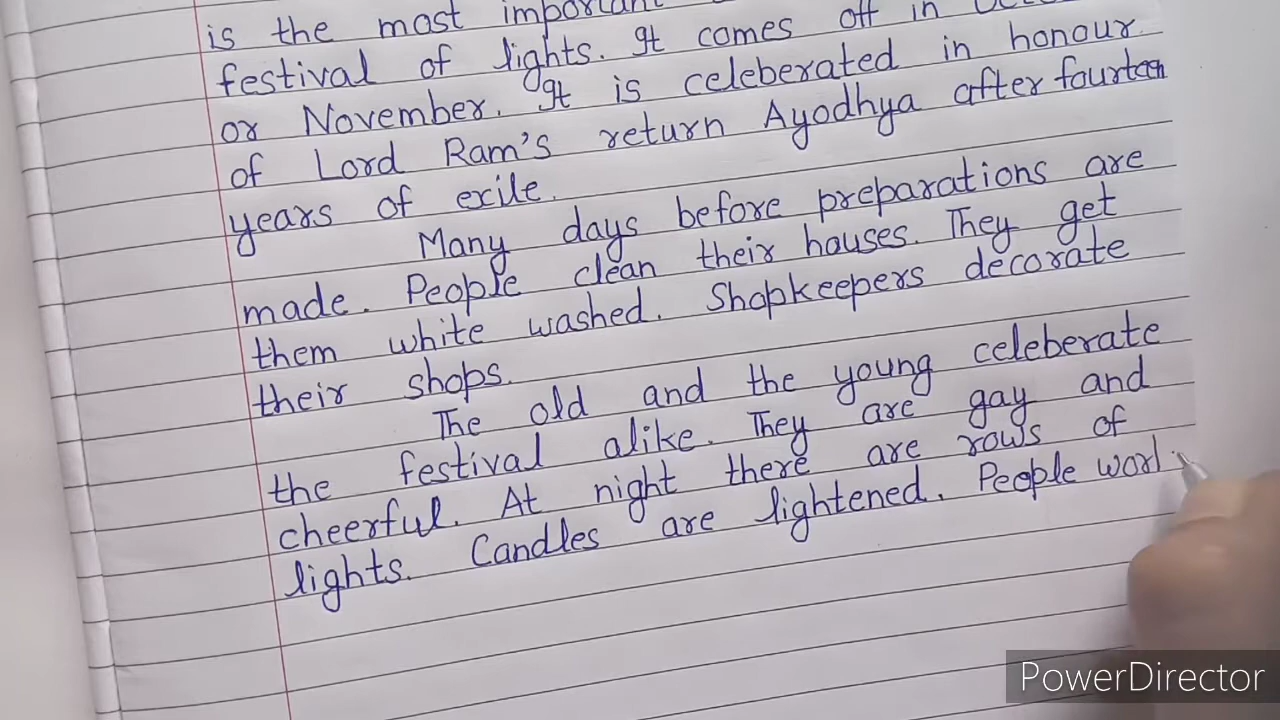 is the most important
festival of lights. It comes off in
or November. It is celeberated in honour
of Lord Ram's return Ayodhya after fourteen
years of exile.
Many days before preparations are
made. People clean their houses. They get
them white washed. Shopkeepers decorate
their shops.
The old and the young celeberate
the festival alike. They are gay and
cheerful. At night there are rows of
lights. Candles are lightened. People worl
PowerDirector